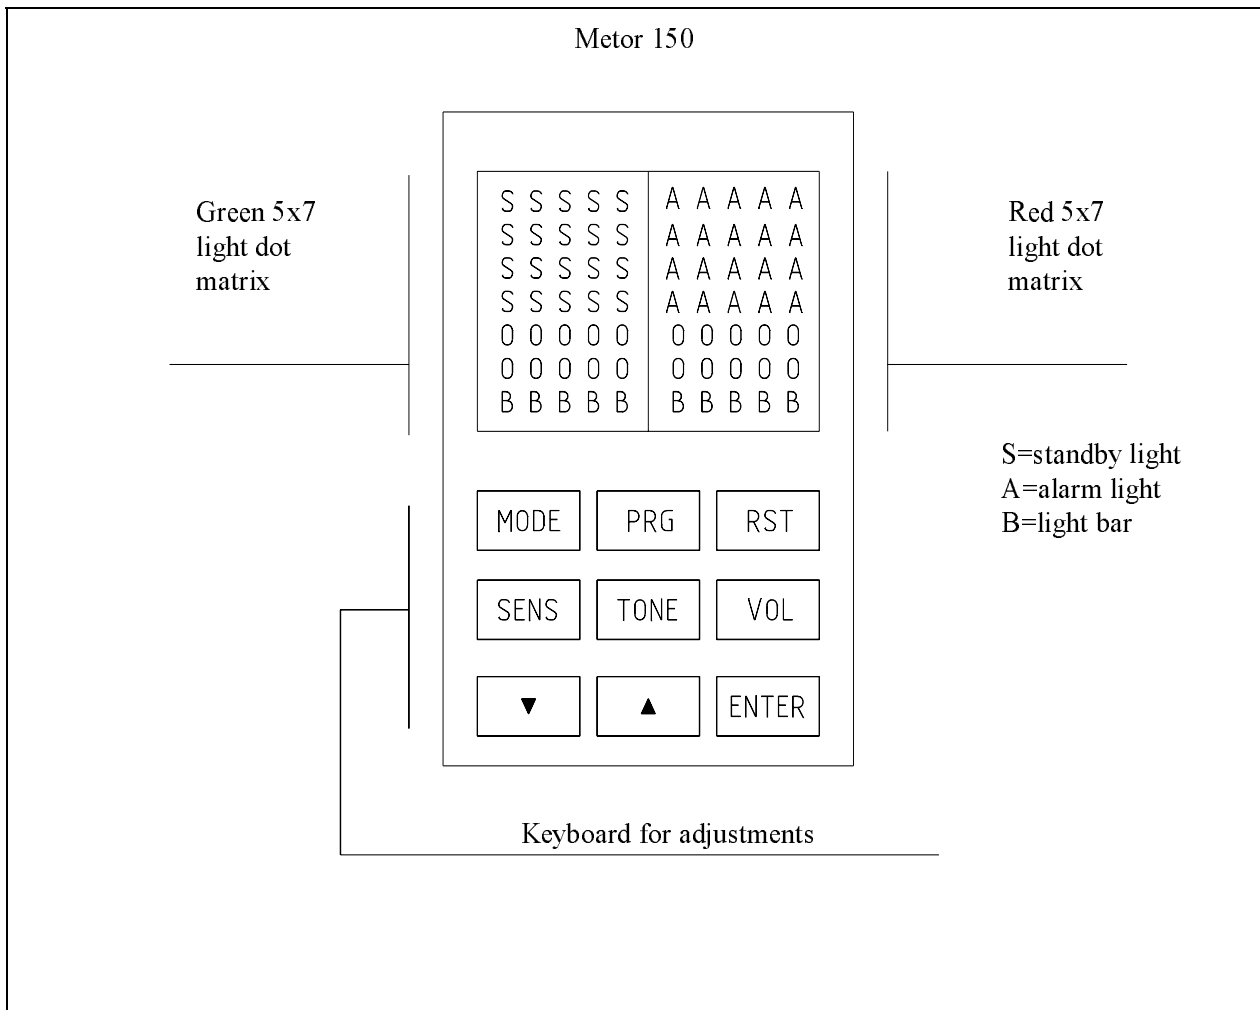 Metor 150
Green 5x7
light dot
matrix
S S S S S A A A A A
S S S S S A A A A A
S S S S S A A A A A
S S S S S A A A A A
0 0 0 0 0 0 0 0 0 0
0 0 0 0 0 0 0 0 0 0
B B B B B B B B B B
Red 5x7
light dot
matrix
S=standby light
A=alarm light
B=light bar
MODE PRG RST
SENS TONE VOL
▼ ▲ ENTER
Keyboard for adjustments